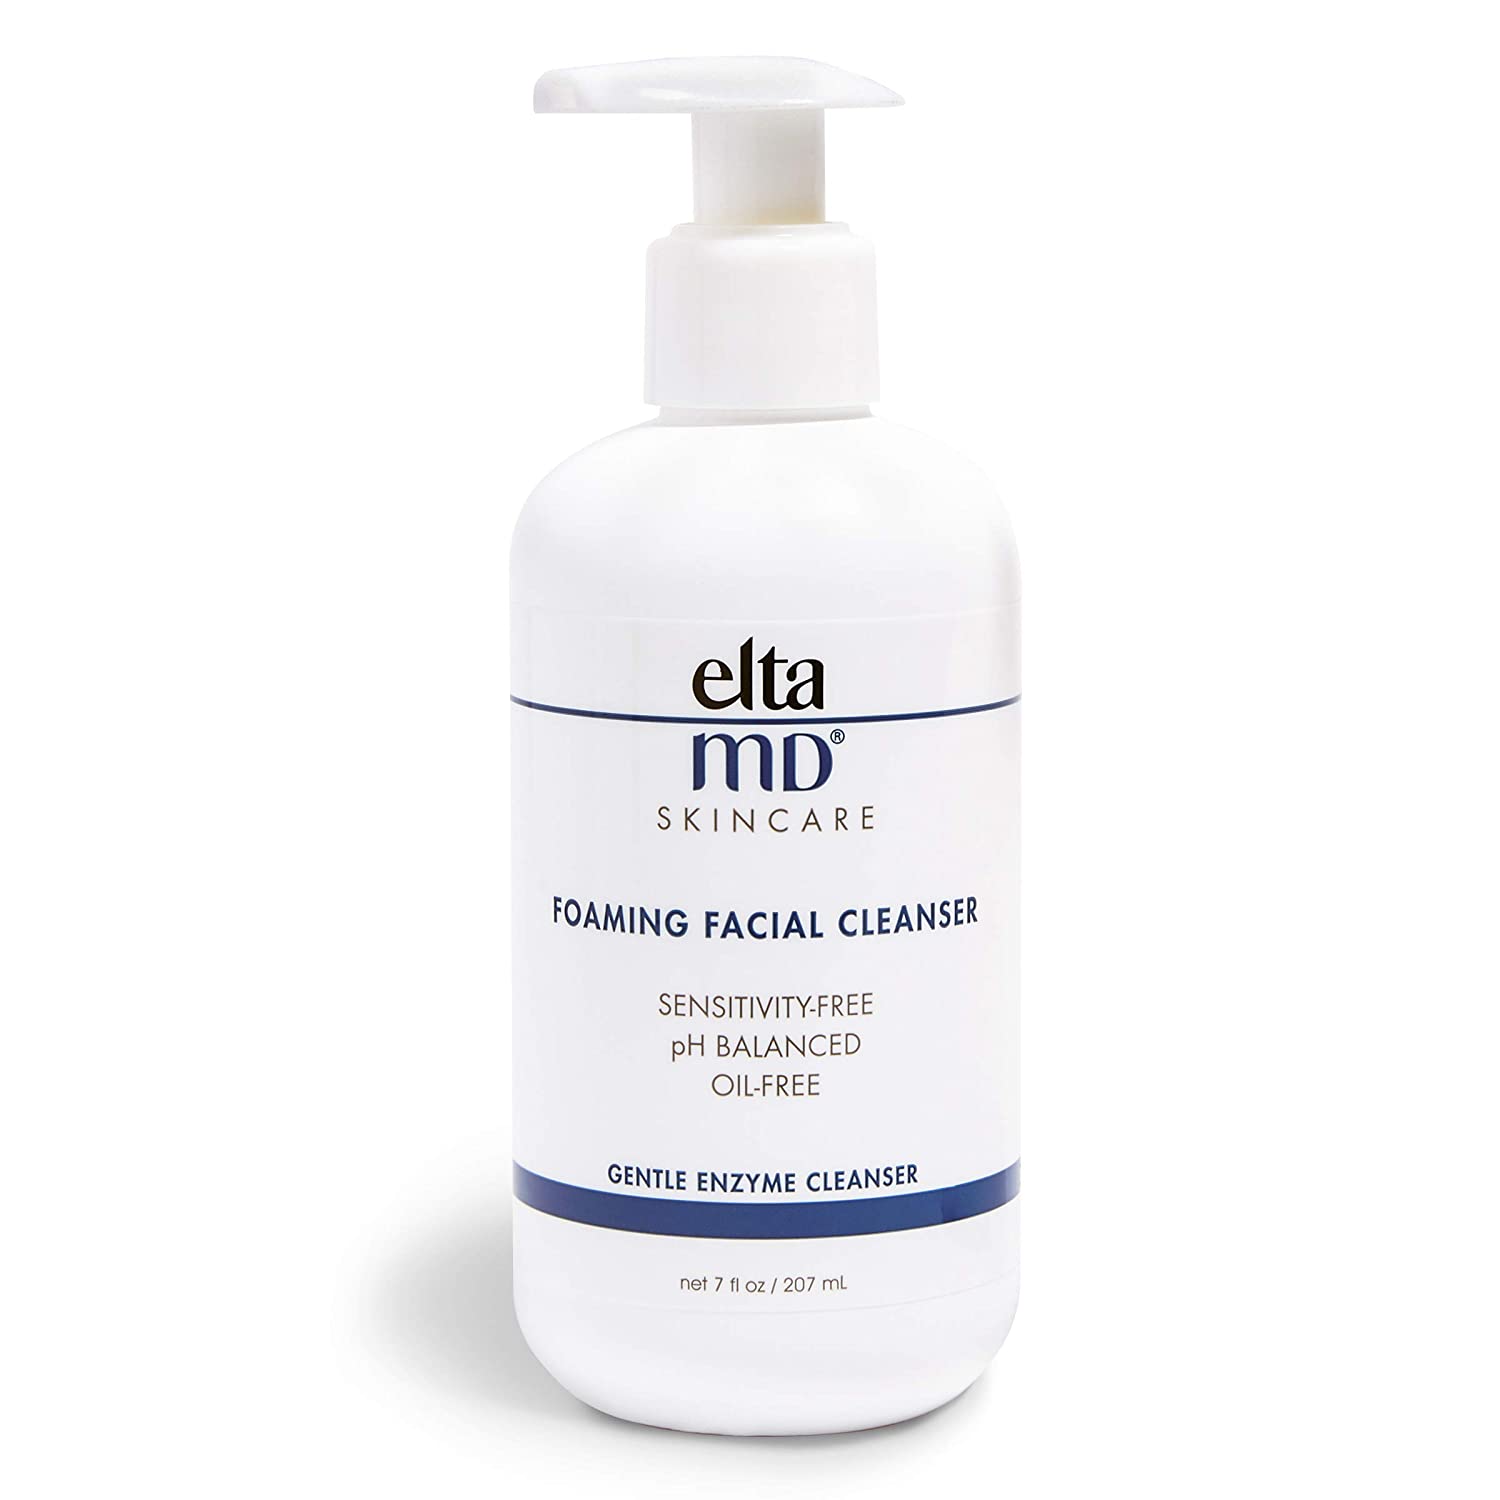 elta
MD®
SKINCARE
FOAMING FACIAL CLEANSER
SENSITIVITY-FREE
pH BALANCED
OIL-FREE
GENTLE ENZYME CLEANSER
net 7 fl oz / 207 mL